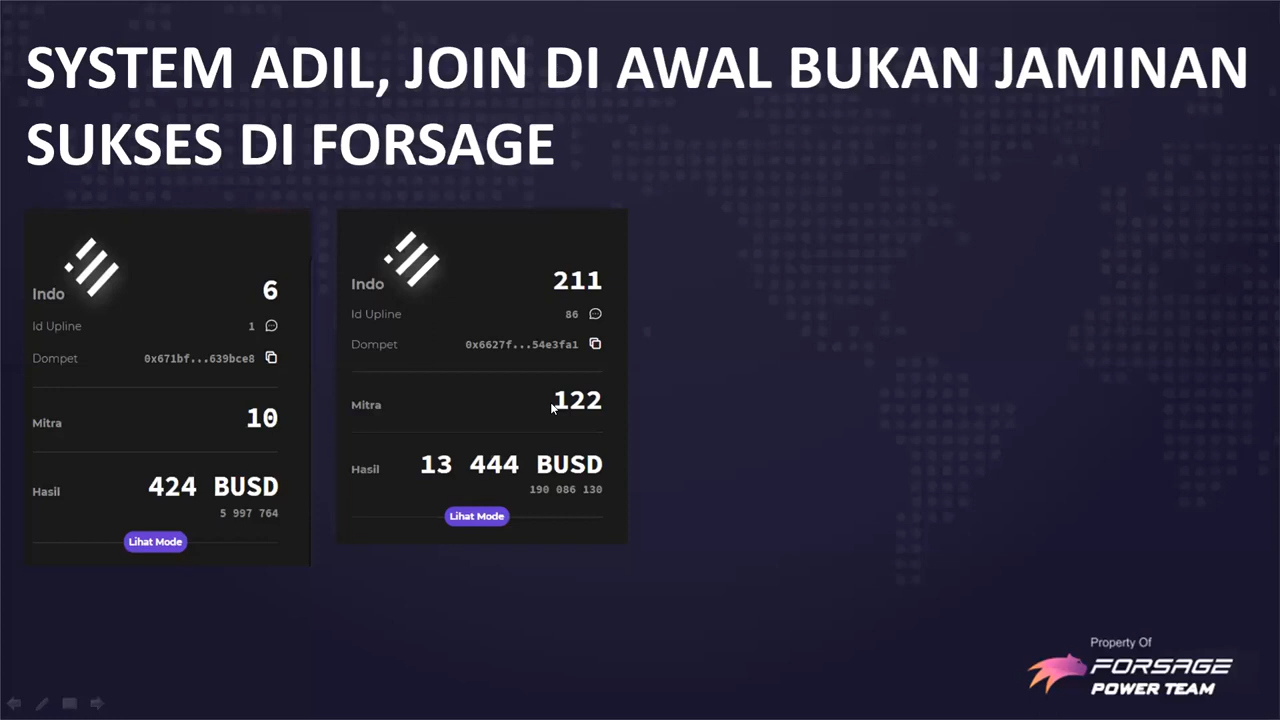 SYSTEM ADIL, JOIN DI AWAL BUKAN JAMINAN
SUKSES DI FORSAGE
Indo 6
Id Upline 1
Dompet 0x671bf...639bce8
Mitra 10
Hasil 424 BUSD
5 997 764
Lihat Mode
Indo 211
Id Upline 86
Dompet 0x6627f...54e3fa1
Mitra 122
Hasil 13 444 BUSD
190 086 130
Lihat Mode
Property Of
FORSAGE
POWER TEAM